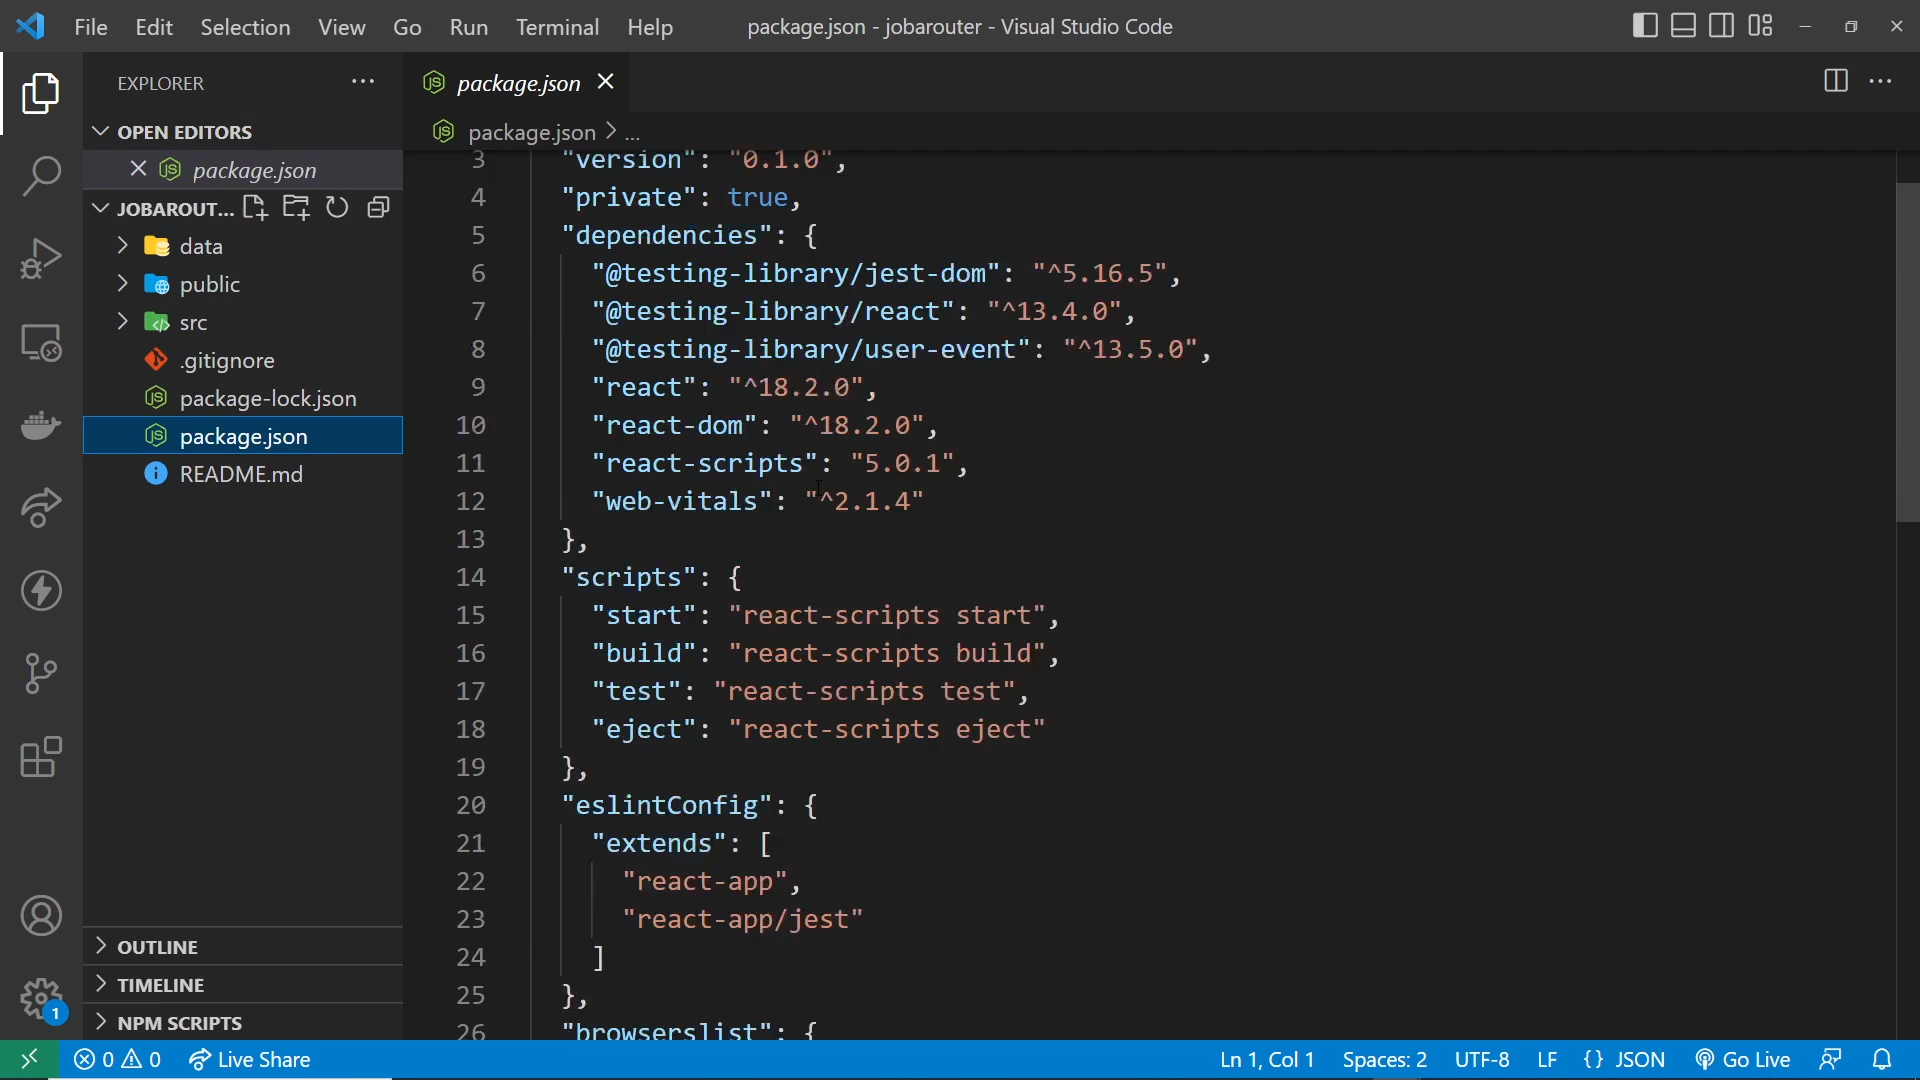 File Edit Selection View Go Run Terminal Help
package.json - jobarouter - Visual Studio Code
EXPLORER
OPEN EDITORS
package.json
JOBAROUT...
data
public
src
.gitignore
package-lock.json
package.json
README.md
OUTLINE
TIMELINE
NPM SCRIPTS
1
package.json
package.json > ...
3 "version": "0.1.0",
4 "private": true,
5 "dependencies": {
6 "@testing-library/jest-dom": "^5.16.5",
7 "@testing-library/react": "^13.4.0",
8 "@testing-library/user-event": "^13.5.0",
9 "react": "^18.2.0",
10 "react-dom": "^18.2.0",
11 "react-scripts": "5.0.1",
12 "web-vitals": "^2.1.4"
13 },
14 "scripts": {
15 "start": "react-scripts start",
16 "build": "react-scripts build",
17 "test": "react-scripts test",
18 "eject": "react-scripts eject"
19 },
20 "eslintConfig": {
21 "extends": [
22 "react-app",
23 "react-app/jest"
24 ]
25 },
26 "browserslist": {
0 0 Live Share
Ln 1, Col 1 Spaces: 2 UTF-8 LF {} JSON Go Live